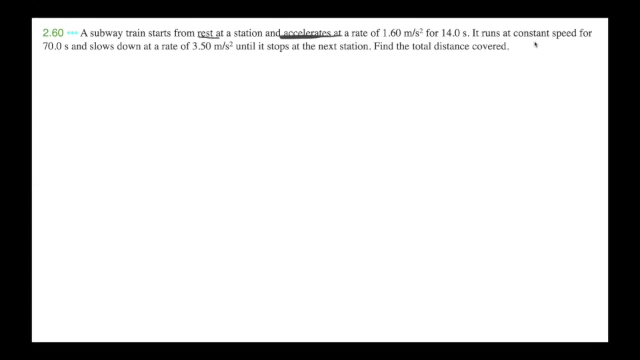 2.60 ••• A subway train starts from rest at a station and accelerates at a rate of 1.60 m/s² for 14.0 s. It runs at constant speed for
70.0 s and slows down at a rate of 3.50 m/s² until it stops at the next station. Find the total distance covered.